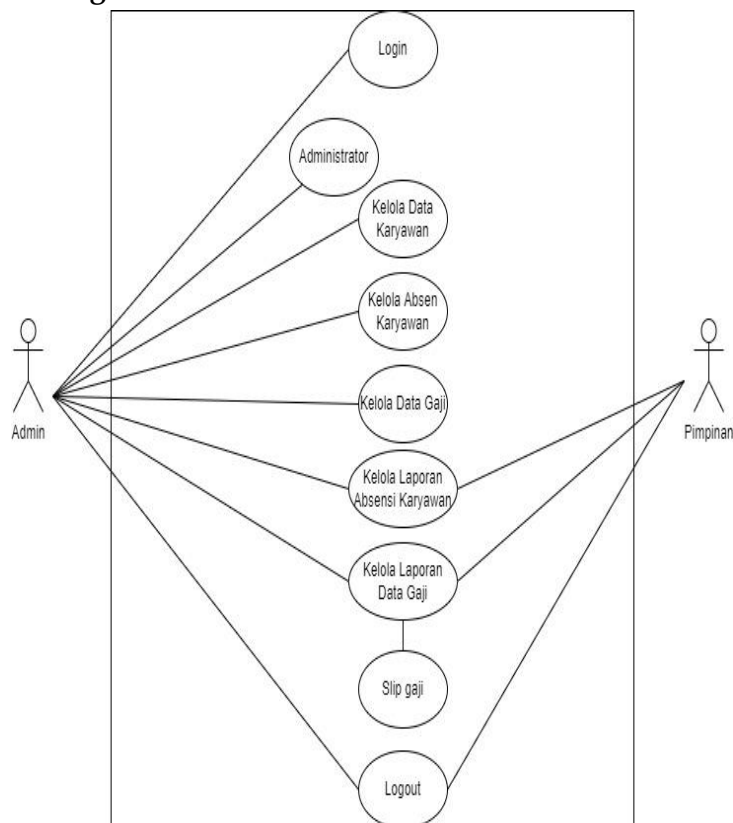 Login
Administrator
Kelola Data
Karyawan
Kelola Absen
Karyawan
Kelola Data Gaji
Admin
Pimpinan
Kelola Laporan
Absensi Karyawan
Kelola Laporan
Data Gaji
Slip gaji
Logout